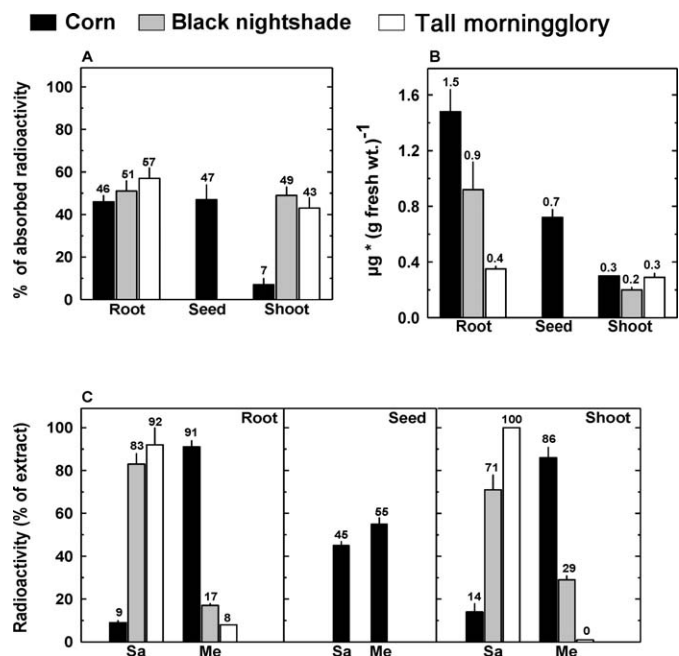 Corn Black nightshade Tall morningglory
A
% of absorbed radioactivity
100
80
60
40
20
0
46 51 57 47 7 49 43
Root Seed Shoot
B
µg * (g fresh wt.)-1
1.6
1.2
0.8
0.4
0.0
1.5 0.9 0.4 0.7 0.3 0.2 0.3
Root Seed Shoot
C
Radioactivity (% of extract)
100
80
60
40
20
0
Root
9 83 92 91 17 8
Sa Me
Seed
45 55
Sa Me
Shoot
14 71 100 86 29 0
Sa Me